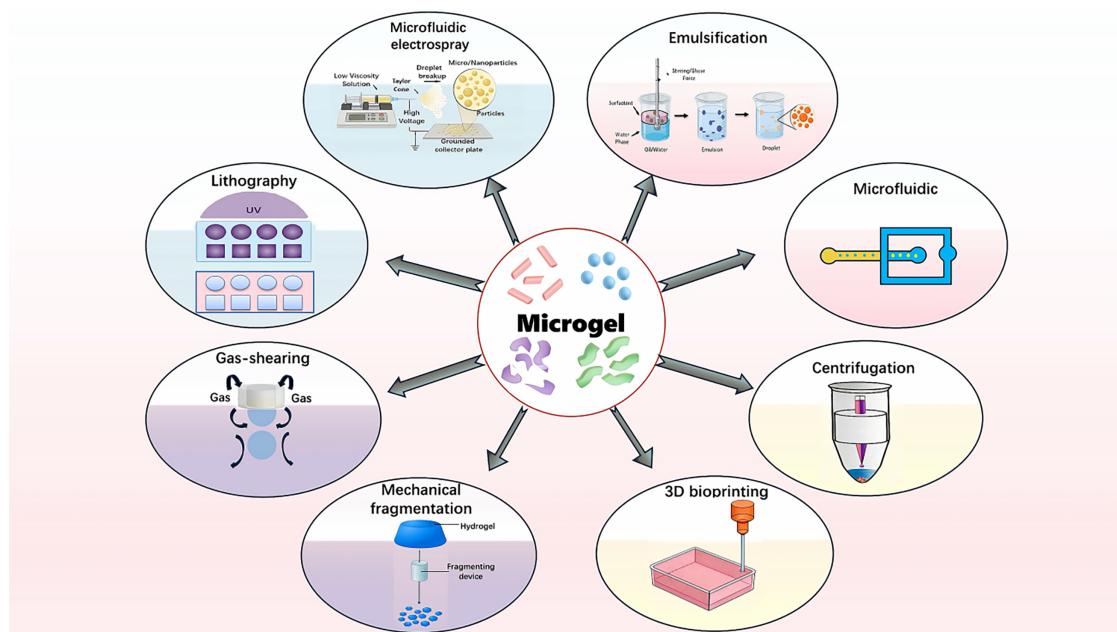 Microfluidic
electrospray
Low Viscosity
Solution
Taylor
Cone
Droplet
breakup
Micro/Nanoparticles
High
Voltage
Particles
Grounded
collector plate
Emulsification
Stirring/Shear
Force
Surfactant
Water
Phase
Oil/Water
Emulsion
Droplet
Lithography
UV
Microfluidic
Microgel
Gas-shearing
Gas
Gas
Centrifugation
Mechanical
fragmentation
Hydrogel
Fragmenting
device
3D bioprinting